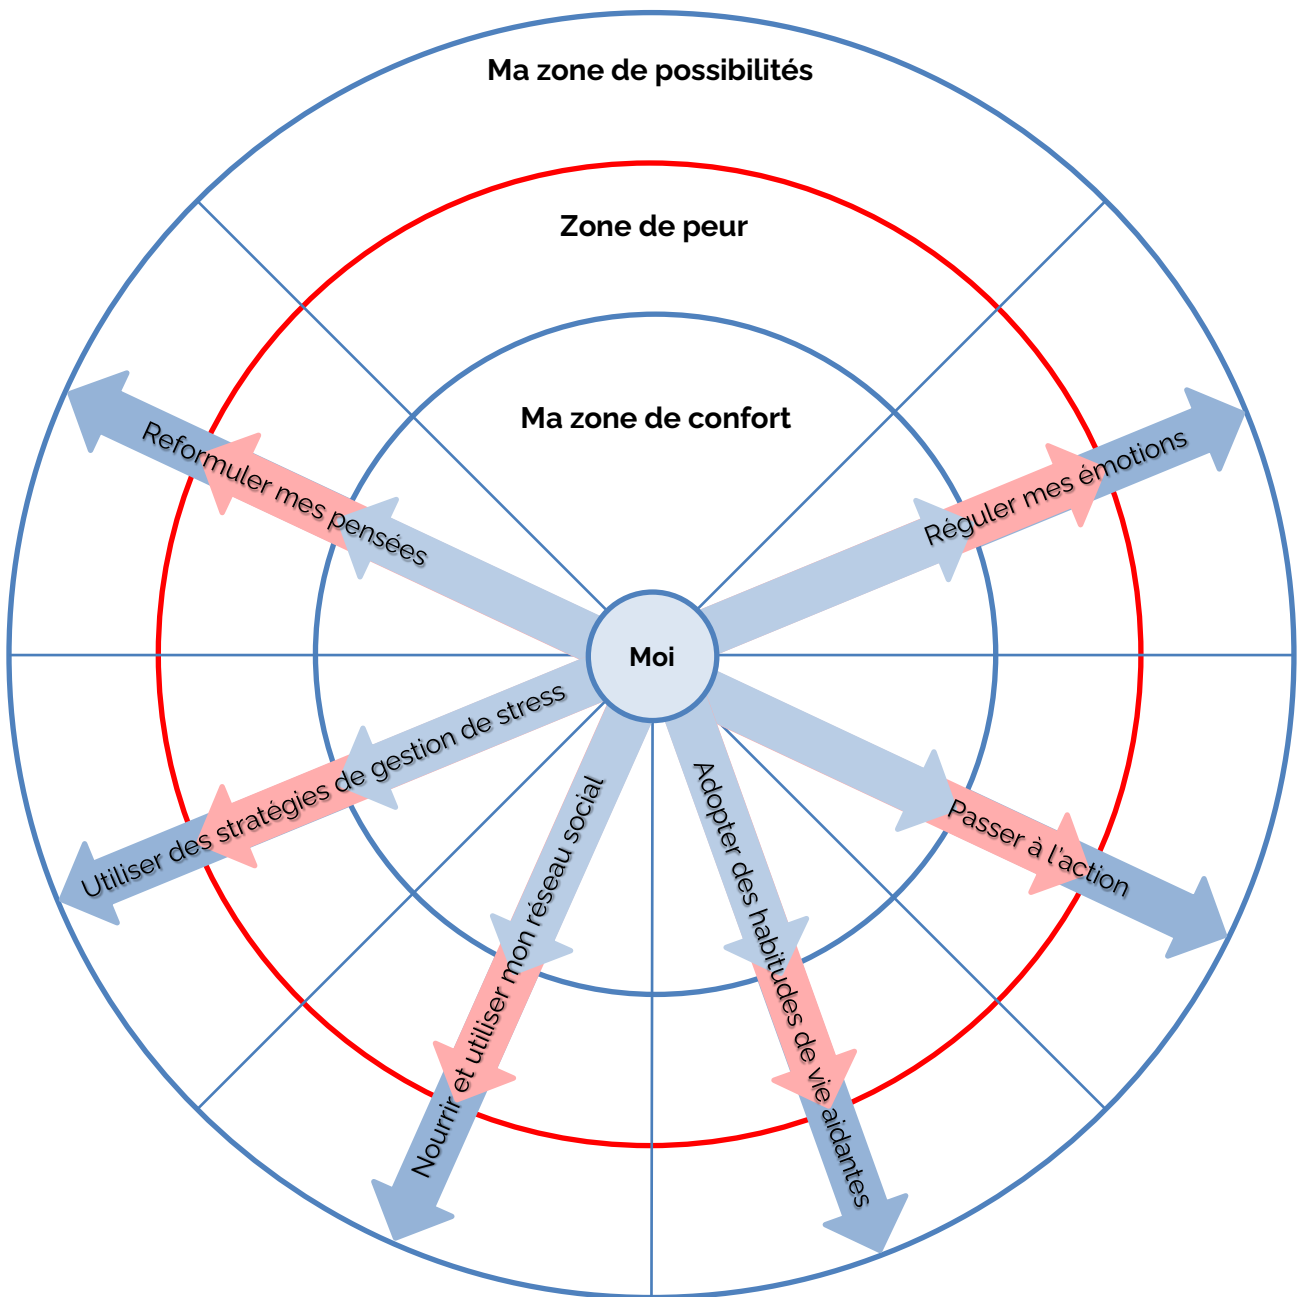 Ma zone de possibilités
Zone de peur
Ma zone de confort
Reformuler mes pensées
Réguler mes émotions
Moi
Utiliser des stratégies de gestion de stress
Passer à l'action
Nourrir et utiliser mon réseau social
Adopter des habitudes de vie aidantes